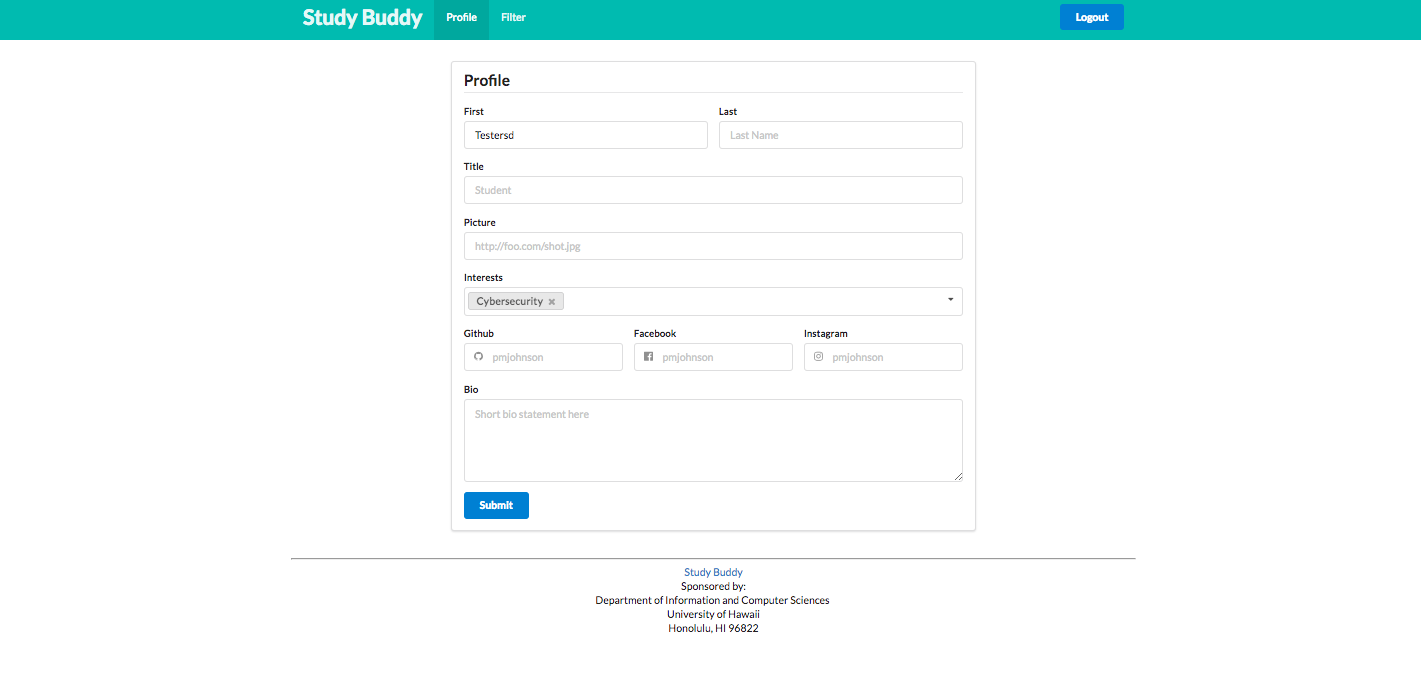 Study Buddy Profile Filter Logout
Profile
First Last
Testersd Last Name
Title
Student
Picture
http://foo.com/shot.jpg
Interests
Cybersecurity
Github Facebook Instagram
pmjohnson pmjohnson pmjohnson
Bio
Short bio statement here
Submit
Study Buddy
Sponsored by:
Department of Information and Computer Sciences
University of Hawaii
Honolulu, HI 96822